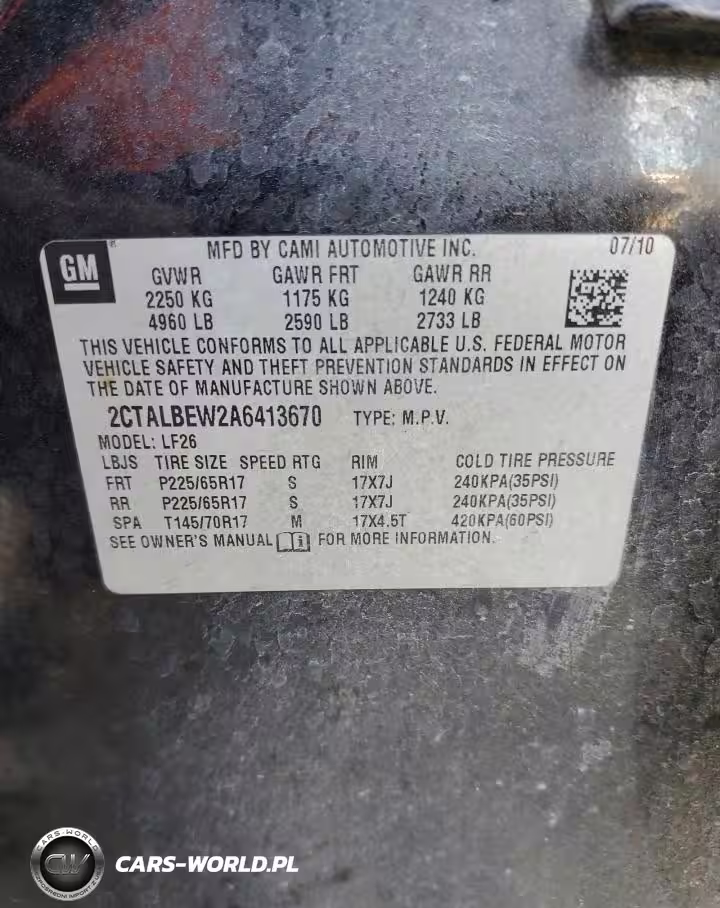 GM
MFD BY CAMI AUTOMOTIVE INC. 07/10
GVWR GAWR FRT GAWR RR
2250 KG 1175 KG 1240 KG
4960 LB 2590 LB 2733 LB
THIS VEHICLE CONFORMS TO ALL APPLICABLE U.S. FEDERAL MOTOR
VEHICLE SAFETY AND THEFT PREVENTION STANDARDS IN EFFECT ON
THE DATE OF MANUFACTURE SHOWN ABOVE.
2CTALBEW2A6413670 TYPE: M.P.V.
MODEL: LF26
LBJS TIRE SIZE SPEED RTG RIM COLD TIRE PRESSURE
FRT P225/65R17 S 17X7J 240KPA(35PSI)
RR P225/65R17 S 17X7J 240KPA(35PSI)
SPA T145/70R17 M 17X4.5T 420KPA(60PSI)
SEE OWNER'S MANUAL FOR MORE INFORMATION.
CARS-WORLD
CW
CARS-WORLD.PL